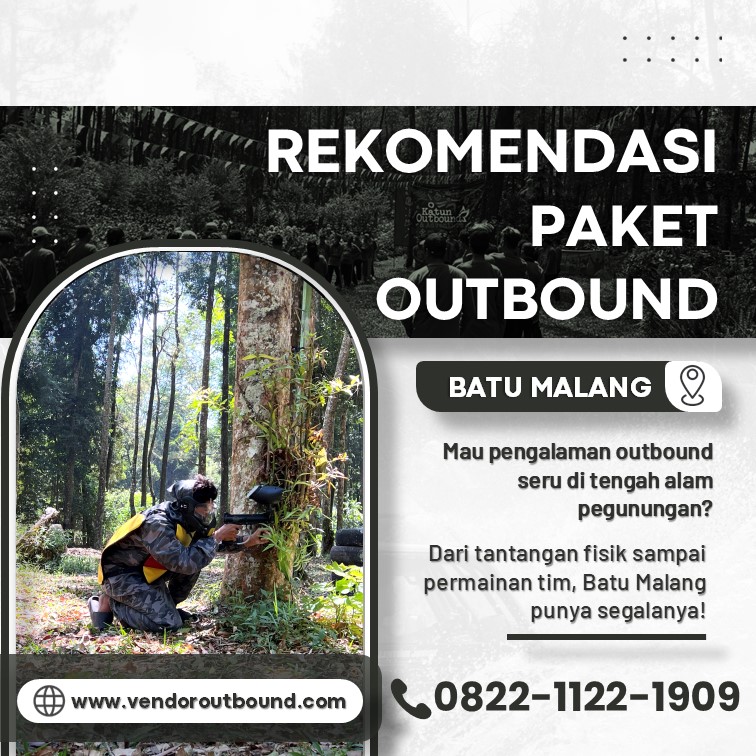 REKOMENDASI
PAKET
Katun
Outbound
OUTBOUND
BATU MALANG
Mau pengalaman outbound
seru di tengah alam
pegunungan?
Dari tantangan fisik sampai
permainan tim, Batu Malang
punya segalanya!
www.vendoroutbound.com
0822-1122-1909